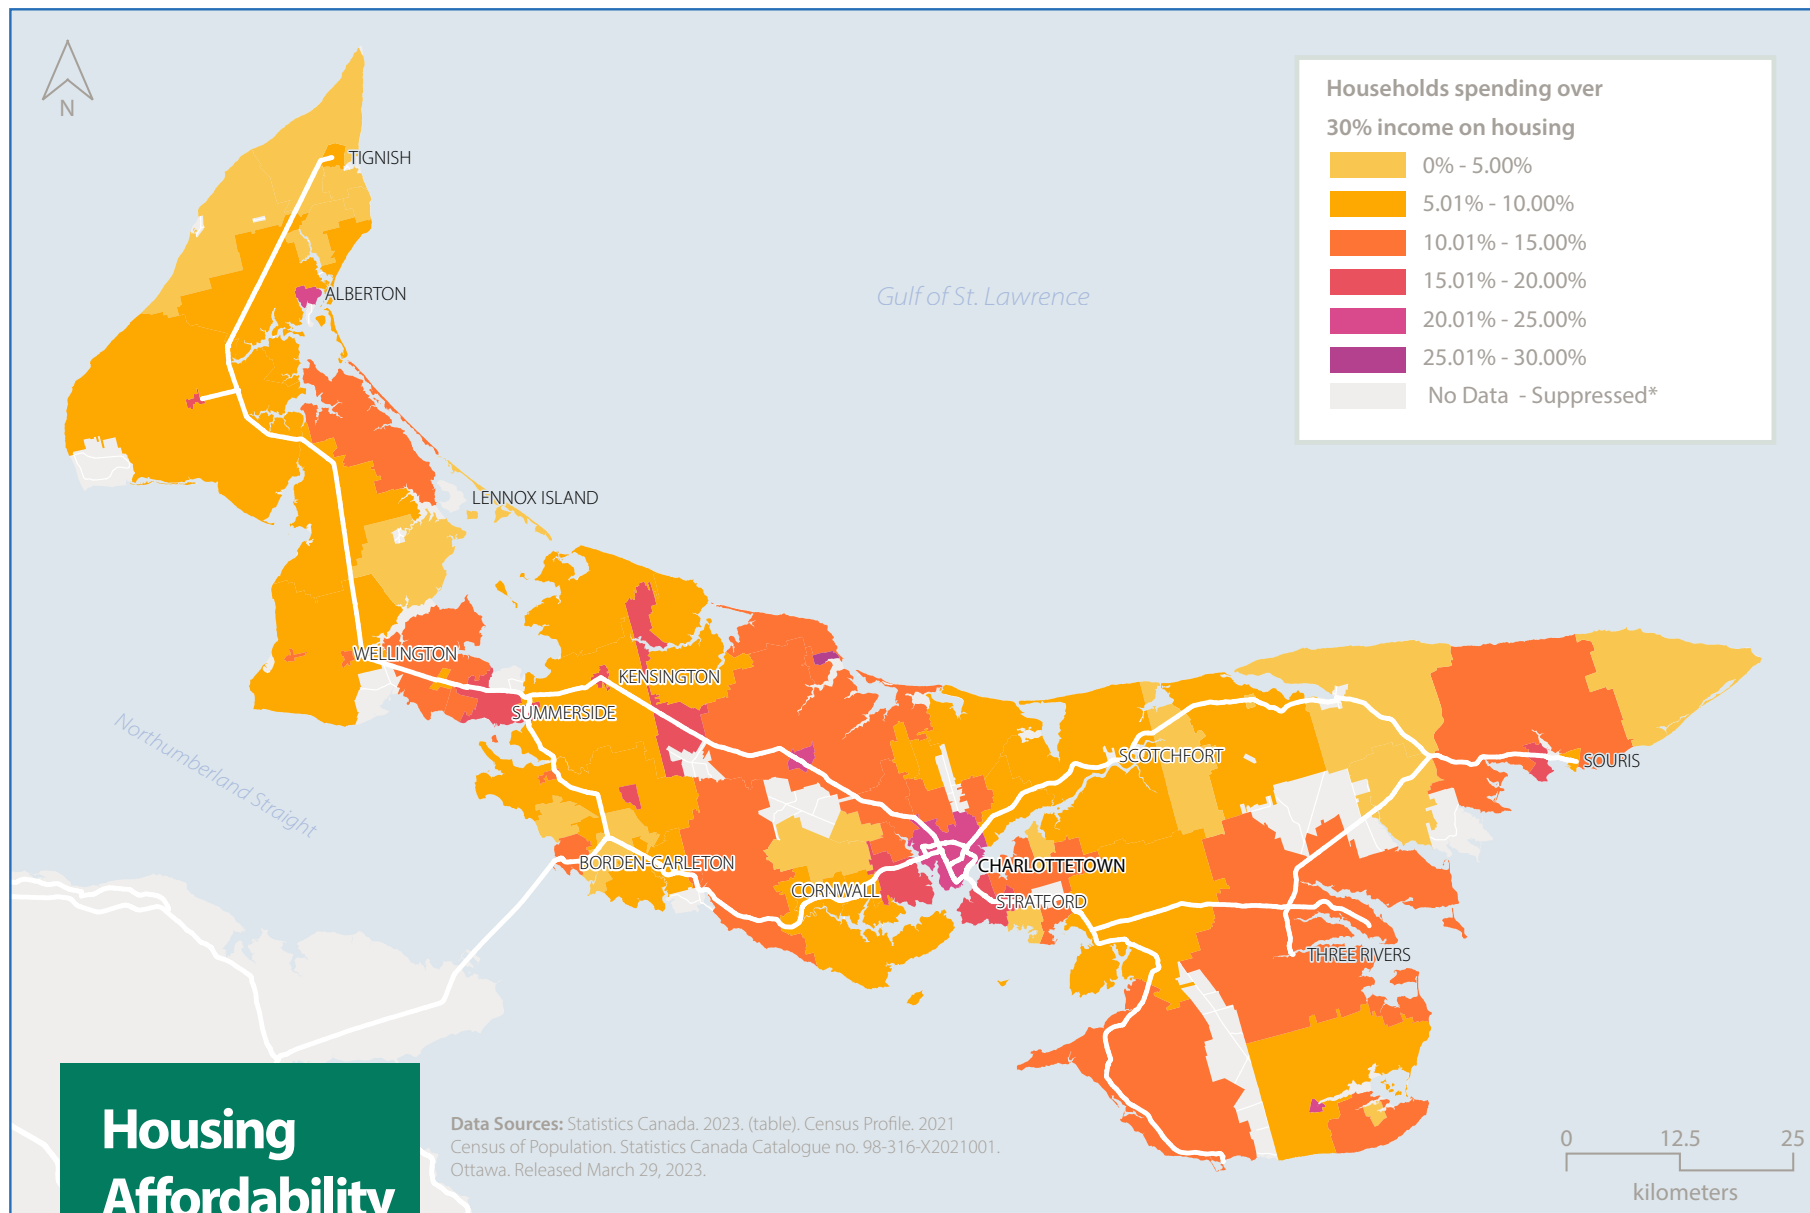 N
TIGNISH
ALBERTON
Gulf of St. Lawrence
LENNOX ISLAND
WELLINGTON
KENSINGTON
SUMMERSIDE
Northumberland Straight
SCOTCHFORT
SOURIS
BORDEN-CARLETON
CORNWALL
CHARLOTTETOWN
STRATFORD
THREE RIVERS
Households spending over
30% income on housing
0% - 5.00%
5.01% - 10.00%
10.01% - 15.00%
15.01% - 20.00%
20.01% - 25.00%
25.01% - 30.00%
No Data - Suppressed*
Housing
Affordability
Data Sources: Statistics Canada. 2023. (table). Census Profile. 2021
Census of Population. Statistics Canada Catalogue no. 98-316-X2021001.
Ottawa. Released March 29, 2023.
0 12.5 25
kilometers